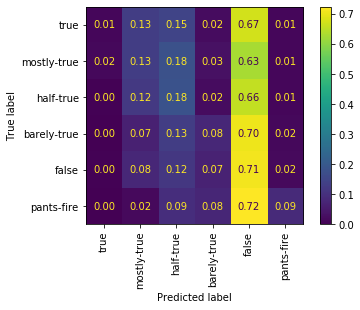 true 0.01 0.13 0.15 0.02 0.67 0.01
mostly-true 0.02 0.13 0.18 0.03 0.63 0.01
half-true 0.00 0.12 0.18 0.02 0.66 0.01
barely-true 0.00 0.07 0.13 0.08 0.70 0.02
false 0.00 0.08 0.12 0.07 0.71 0.02
pants-fire 0.00 0.02 0.09 0.08 0.72 0.09
True label
true mostly-true half-true barely-true false pants-fire
Predicted label
0.7
0.6
0.5
0.4
0.3
0.2
0.1
0.0